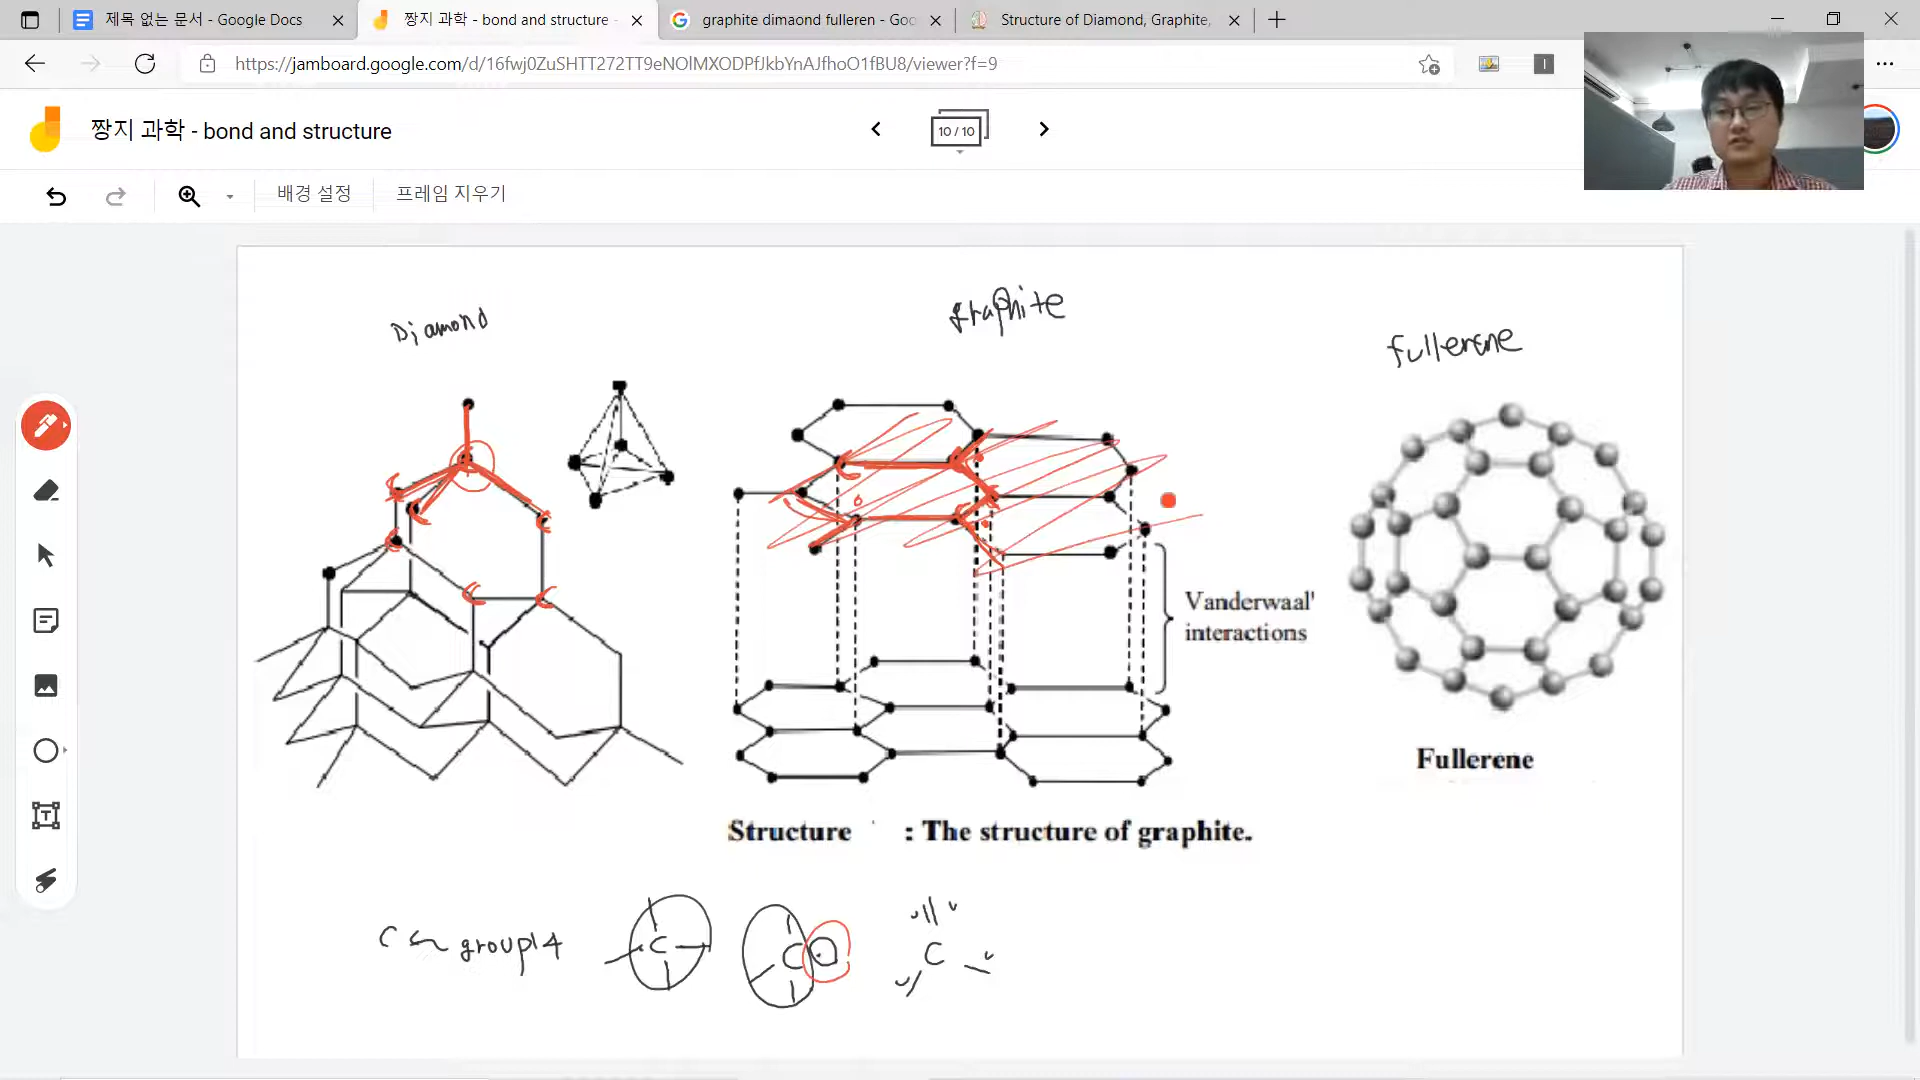 제목 없는 문서 - Google Docs
짱지 과학 - bond and structure -
graphite dimaond fulleren - Goo
Structure of Diamond, Graphite,
https://jamboard.google.com/d/16fwj0ZuSHTT272TT9eNOlMXODPfJkbYnAJfhoO1fBU8/viewer?f=9
짱지 과학 - bond and structure
10 / 10
배경 설정
프레임 지우기
Diamond
graphite
fullerene
Vanderwaal'
interactions
Fullerene
Structure : The structure of graphite.
C group14
C
C
C